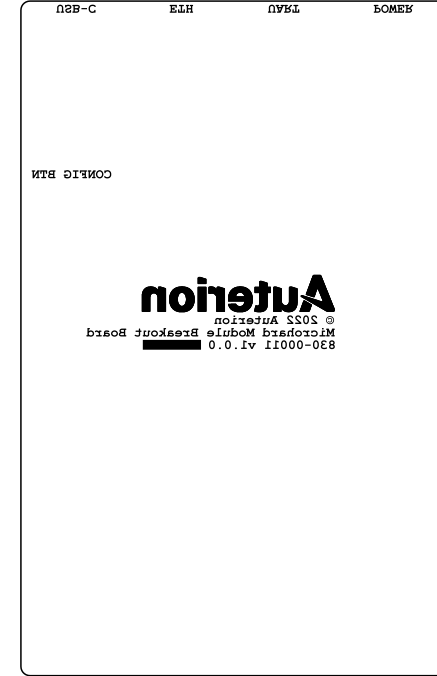 USB-C ETH UART POWER
CONFIG BTN
Auterion
© 2022 Auterion
Microhard Module Breakout Board
830-00011 v1.0.0